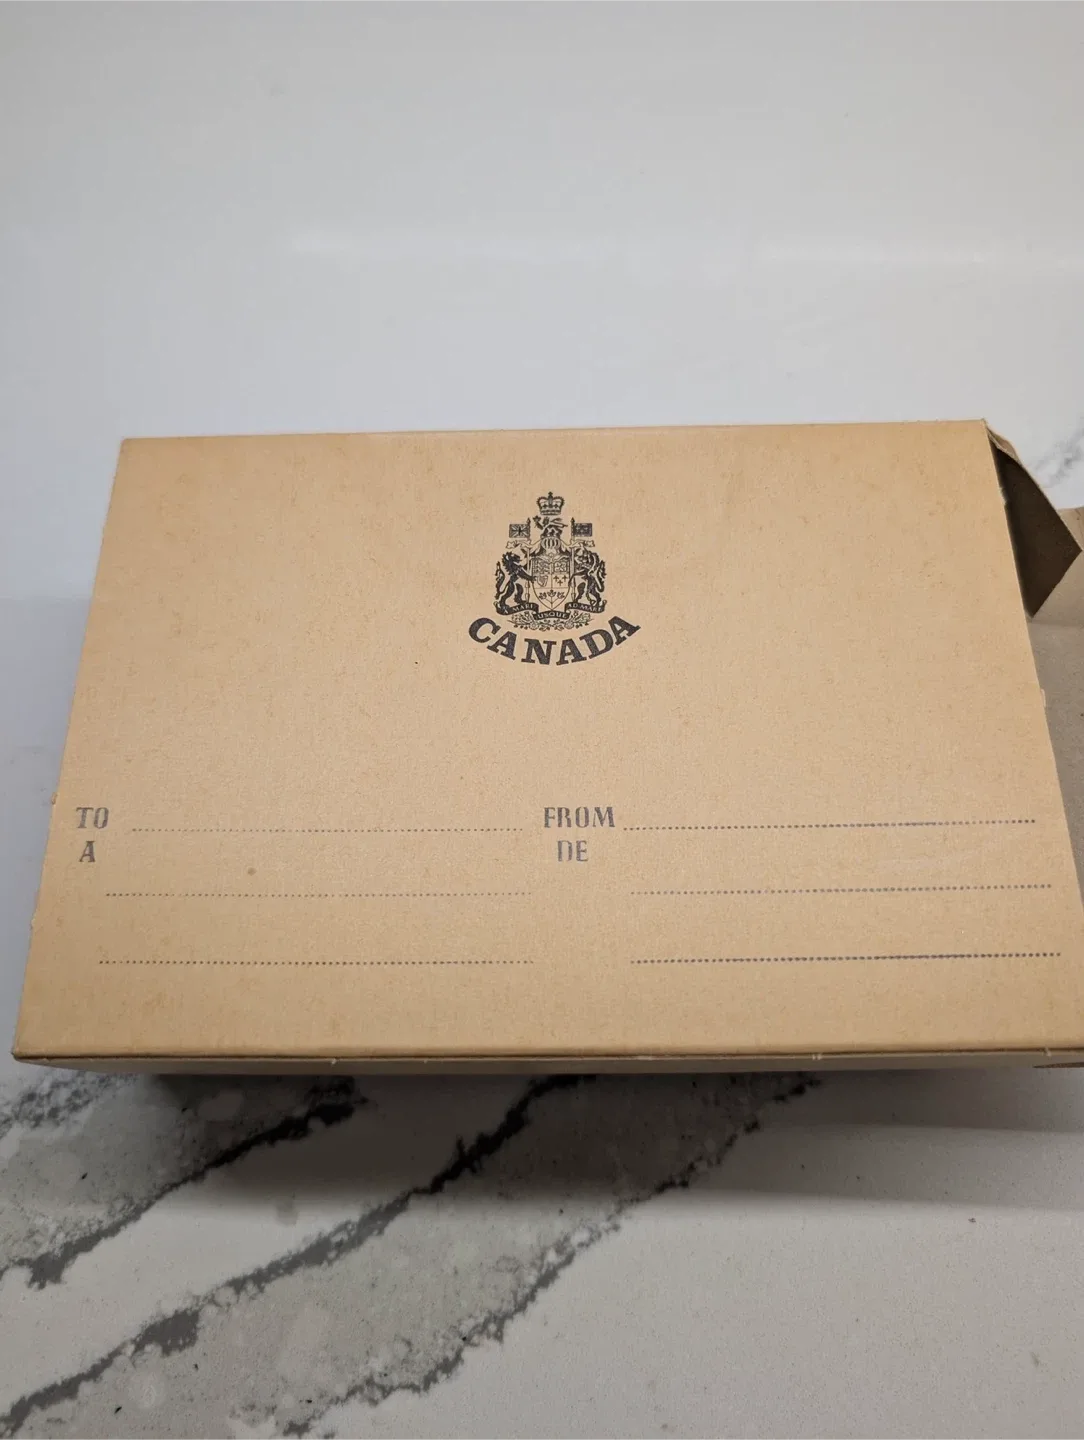 A MARI USQUE AD MARE
CANADA
TO
A
FROM
DE